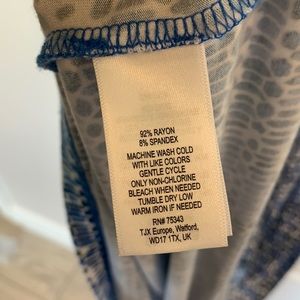 92% RAYON
8% SPANDEX
MACHINE WASH COLD
WITH LIKE COLORS
GENTLE CYCLE
ONLY NON-CHLORINE
BLEACH WHEN NEEDED
TUMBLE DRY LOW
WARM IRON IF NEEDED
RN# 75343
TJX Europe, Watford,
WD17 1TX, UK